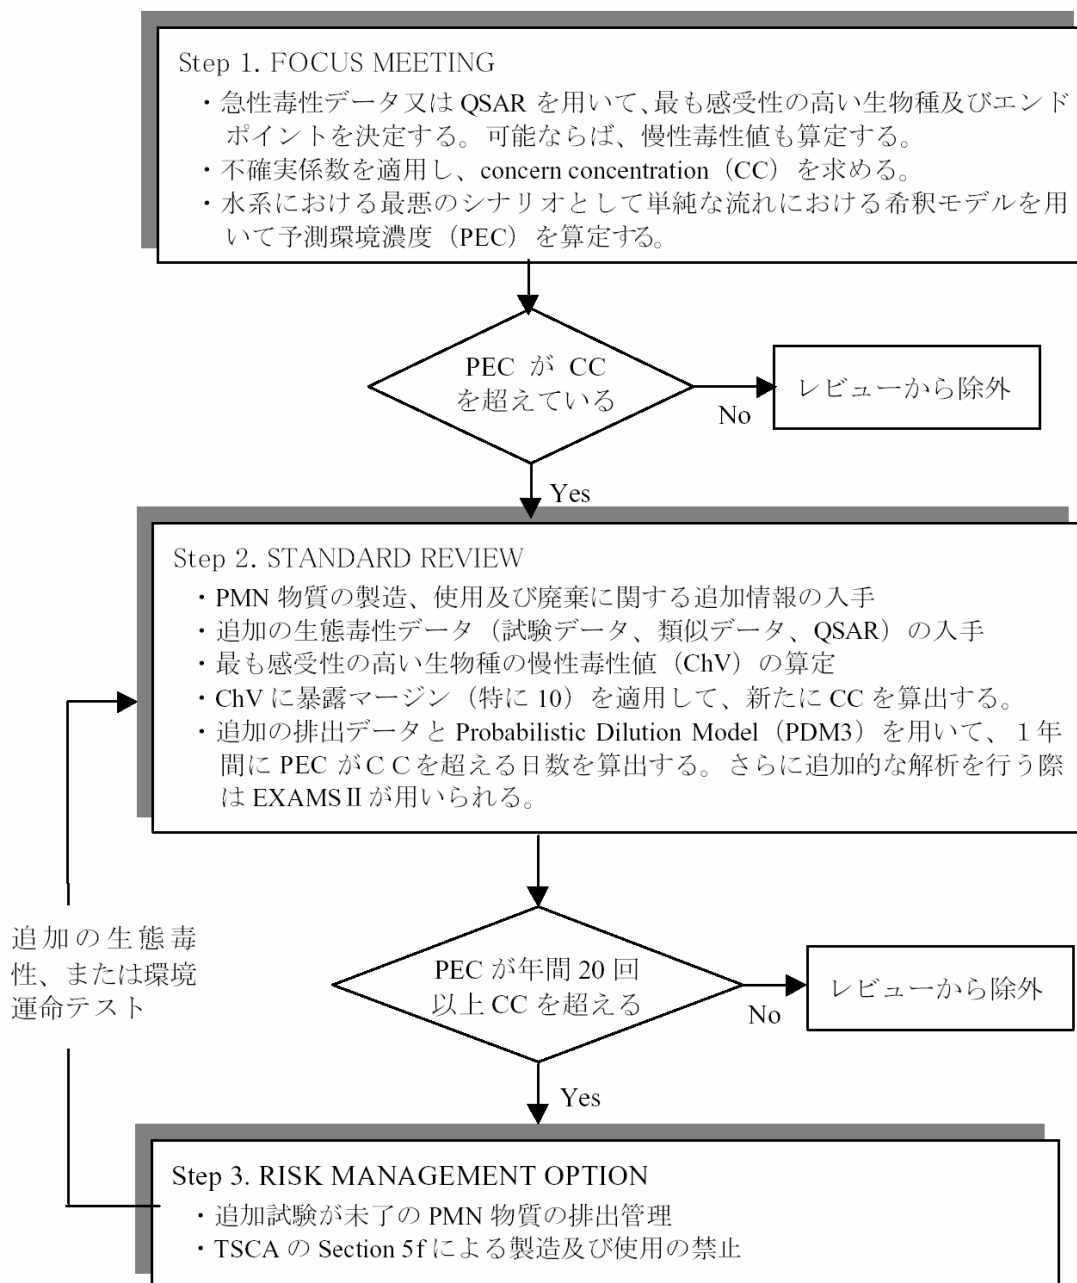 Step 1. FOCUS MEETING
・急性毒性データ又は QSAR を用いて、最も感受性の高い生物種及びエンド
ポイントを決定する。可能ならば、慢性毒性値も算定する。
・不確実係数を適用し、concern concentration（CC）を求める。
・水系における最悪のシナリオとして単純な流れにおける希釈モデルを用
いて予測環境濃度（PEC）を算定する。
PEC が CC
を超えている
No
レビューから除外
Yes
Step 2. STANDARD REVIEW
・PMN 物質の製造、使用及び廃棄に関する追加情報の入手
・追加の生態毒性データ（試験データ、類似データ、QSAR）の入手
・最も感受性の高い生物種の慢性毒性値（ChV）の算定
・ChV に暴露マージン（特に 10）を適用して、新たに CC を算出する。
・追加の排出データと Probabilistic Dilution Model（PDM3）を用いて、１年
間に PEC がＣＣを超える日数を算出する。さらに追加的な解析を行う際
は EXAMSⅡが用いられる。
追加の生態毒
性、または環境
運命テスト
PEC が年間 20 回
以上 CC を超える
No
レビューから除外
Yes
Step 3. RISK MANAGEMENT OPTION
・追加試験が未了の PMN 物質の排出管理
・TSCA の Section 5f による製造及び使用の禁止